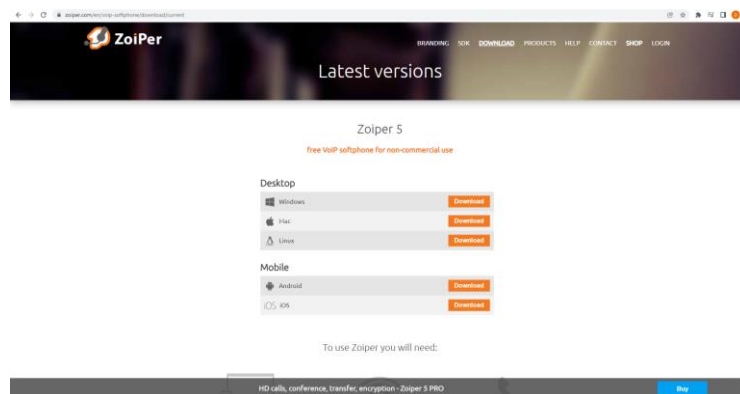 zoiper.com/en/voip-softphone/download/current
ZoiPer
BRANDING SDK DOWNLOAD PRODUCTS HELP CONTACT SHOP LOGIN
Latest versions
Zoiper 5
free VoIP softphone for non-commercial use
Desktop
Windows Download
Mac Download
Linux Download
Mobile
Android Download
iOS iOS Download
To use Zoiper you will need:
HD calls, conference, transfer, encryption - Zoiper 5 PRO Buy